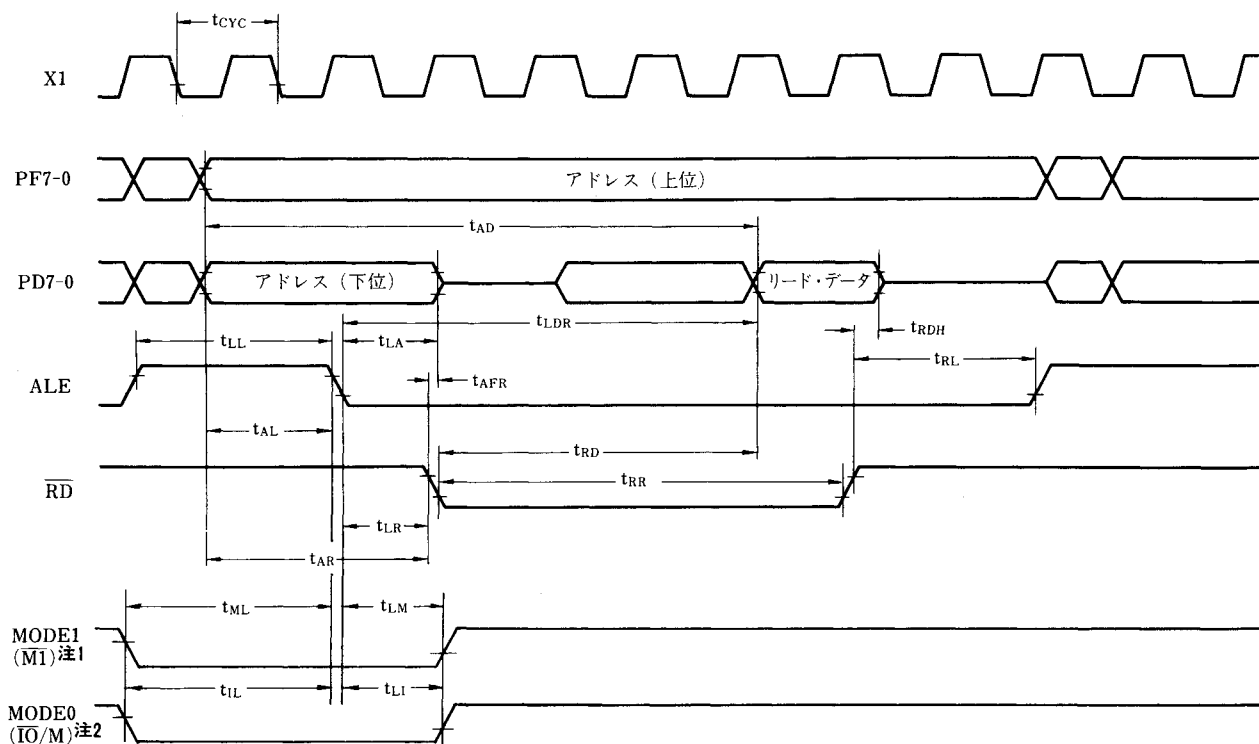 tCYC
X1
PF7-0
アドレス（上位）
tAD
PD7-0
アドレス（下位）
リード・データ
tLDR
tRDH
tLL
tLA
tRL
ALE
tAFR
tAL
tRD
RD
tRR
tLR
tAR
tML
tLM
MODE1
(M1)注1
tIL
tLI
MODE0
(IO/M)注2